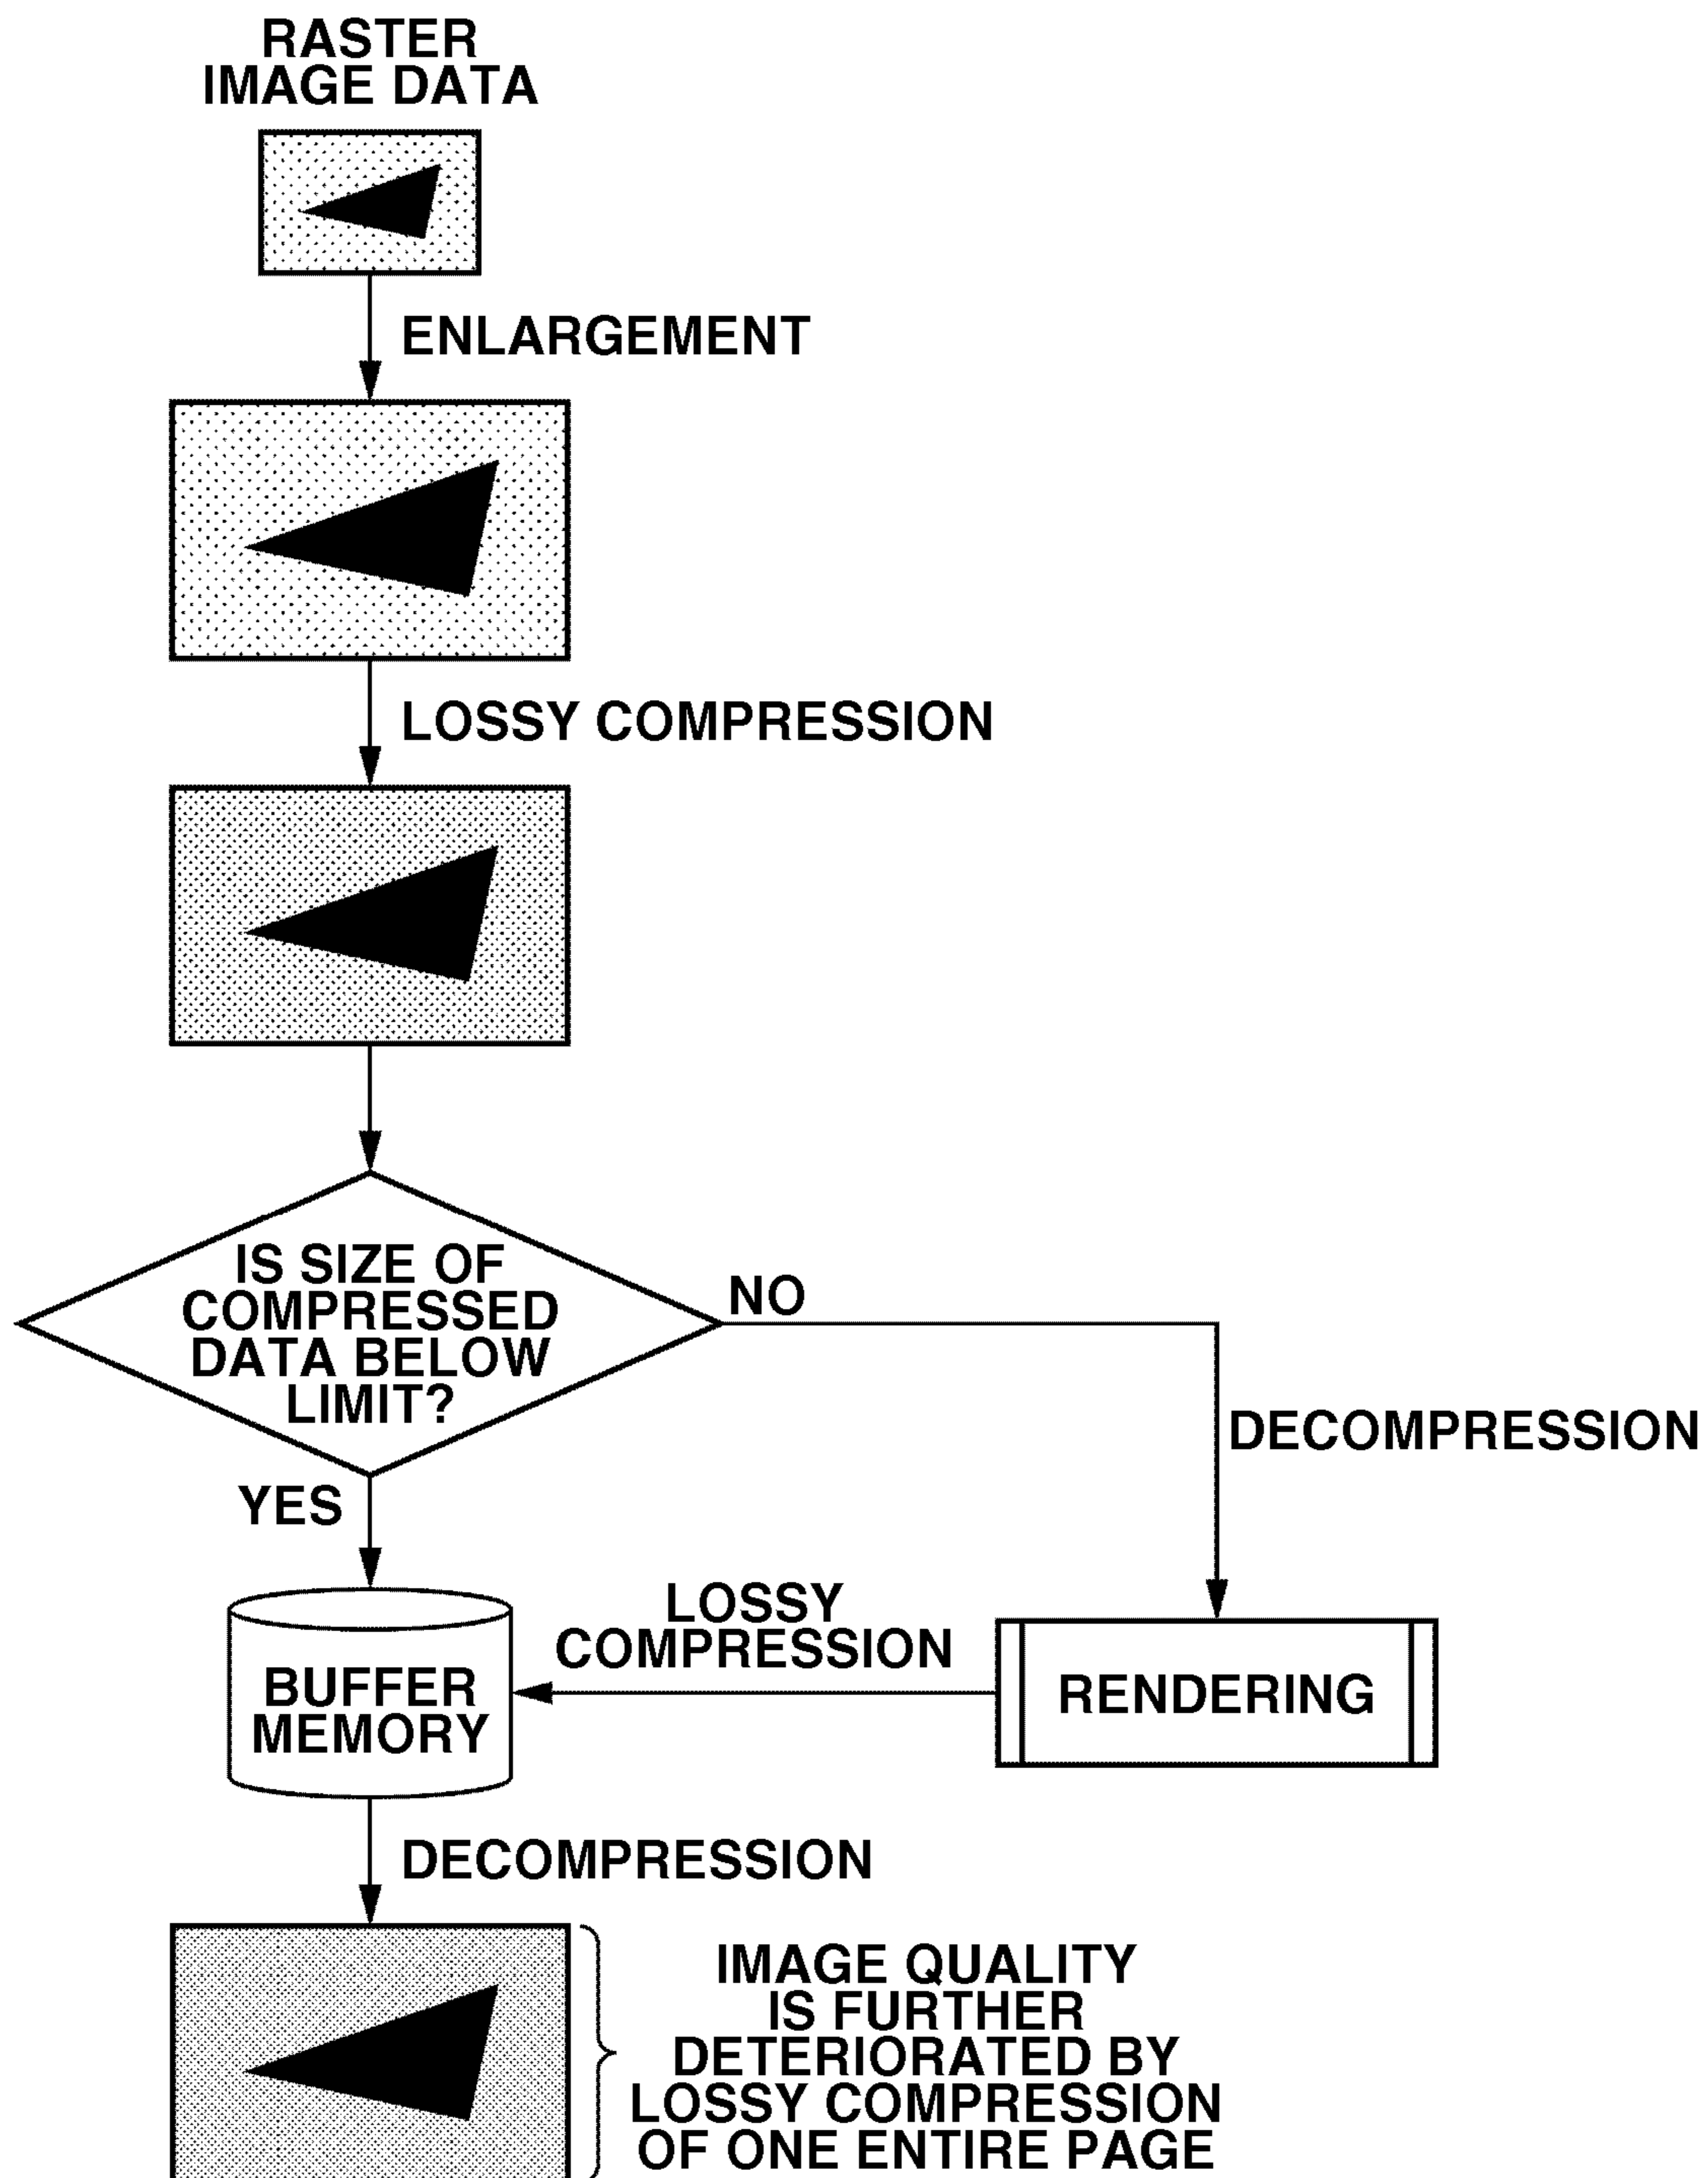 RASTER
IMAGE DATA
ENLARGEMENT
LOSSY COMPRESSION
IS SIZE OF
COMPRESSED
DATA BELOW
LIMIT?
NO
DECOMPRESSION
YES
LOSSY
COMPRESSION
BUFFER
MEMORY
RENDERING
DECOMPRESSION
IMAGE QUALITY
IS FURTHER
DETERIORATED BY
LOSSY COMPRESSION
OF ONE ENTIRE PAGE